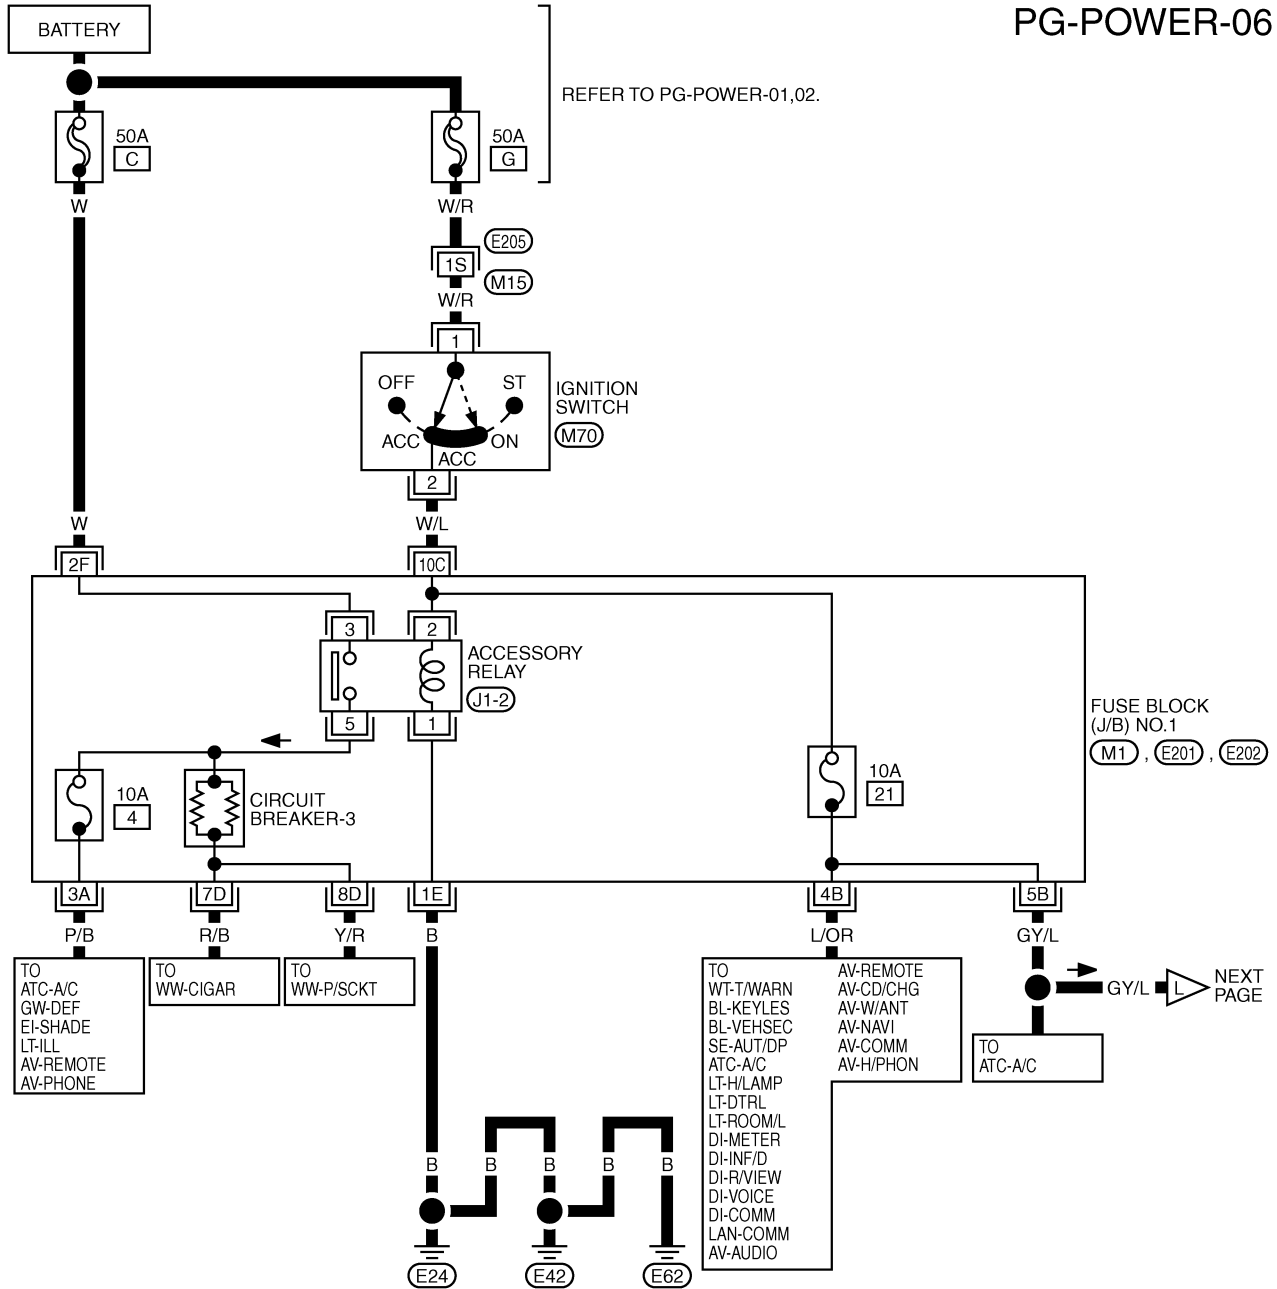 PG-POWER-06
BATTERY
REFER TO PG-POWER-01,02.
50A
C
50A
G
W
W/R
E205
1S
M15
W/R
1
OFF
ST
IGNITION
SWITCH
M70
ACC
ON
ACC
2
W
W/L
2F
10C
3
2
ACCESSORY
RELAY
J1-2
5
1
FUSE BLOCK
(J/B) NO.1
M1 , E201 , E202
10A
4
CIRCUIT
BREAKER-3
10A
21
3A
7D
8D
1E
4B
5B
P/B
R/B
Y/R
B
L/OR
GY/L
TO
ATC-A/C
GW-DEF
EI-SHADE
LT-ILL
AV-REMOTE
AV-PHONE
TO
WW-CIGAR
TO
WW-P/SCKT
TO
WT-T/WARN
BL-KEYLES
BL-VEHSEC
SE-AUT/DP
ATC-A/C
LT-H/LAMP
LT-DTRL
LT-ROOM/L
DI-METER
DI-INF/D
DI-R/VIEW
DI-VOICE
DI-COMM
LAN-COMM
AV-AUDIO
AV-REMOTE
AV-CD/CHG
AV-W/ANT
AV-NAVI
AV-COMM
AV-H/PHON
GY/L
L
NEXT
PAGE
TO
ATC-A/C
B
B
B
B
B
E24
E42
E62